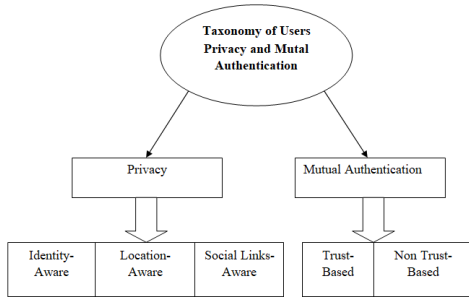 Taxonomy of Users
Privacy and Mutal
Authentication
Privacy
Mutual Authentication
Identity-
Aware
Location-
Aware
Social Links-
Aware
Trust-
Based
Non Trust-
Based